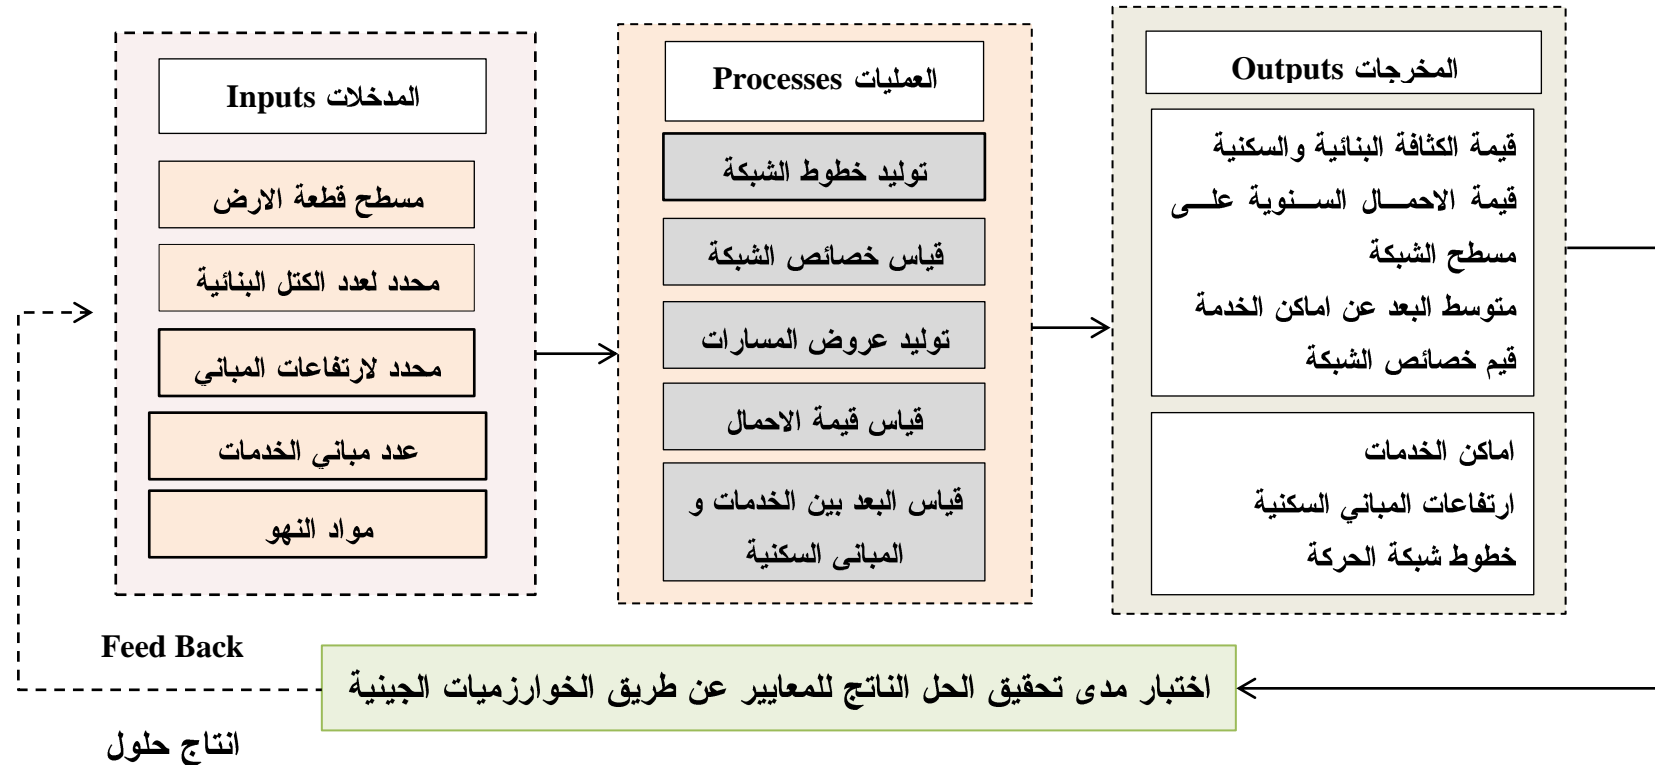 المدخلات Inputs
مسطح قطعة الارض
محدد لعدد الكتل البنائية
محدد لارتفاعات المباني
عدد مباني الخدمات
مواد النهو
العمليات Processes
توليد خطوط الشبكة
قياس خصائص الشبكة
توليد عروض المسارات
قياس قيمة الاحمال
قياس البعد بين الخدمات و
المبانى السكنية
المخرجات Outputs
قيمة الكثافة البنائية والسكنية
قيمة الاحمال السنوية على
مسطح الشبكة
متوسط البعد عن اماكن الخدمة
قيم خصائص الشبكة
اماكن الخدمات
ارتفاعات المباني السكنية
خطوط شبكة الحركة
Feed Back
اختبار مدى تحقيق الحل الناتج للمعايير عن طريق الخوارزميات الجينية
انتاج حلول